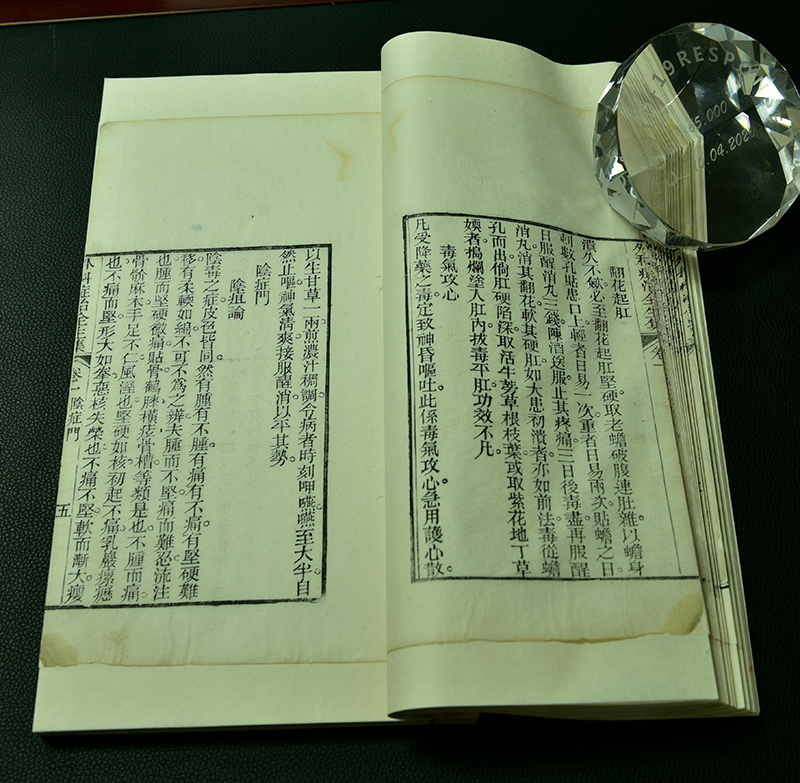 翻花起肛
潰久不歛必至翻花起肛堅硬取老蟾破腹連肚雜以蟾身
刺數孔貼患口上輕者日易一次重者日易兩次貼蟾之日
日服醒消丸三錢陳酒送服止其疼痛三日後毒盡再服醒
消丸消其翻花軟其硬肛如大患初潰者亦如前法毒從蟾
孔而出倘肛硬陷深取活牛蒡草根枝葉或取紫花地丁草
㨃者搗爛塗入肛內拔毒平肛功效不凡
毒氣攻心
凡受降藥之毒定致神昏嘔吐此係毒氣攻心急用護心散
以生甘草一兩煎濃汁稠調令病者時刻呷嚥嚥至大半自
然止嘔神氣清爽接服醒消以平其勢
陰症門
陰疽論
陰毒之症皮色皆同然有腫有不腫有痛有不痛有堅硬難
移有柔軟如綿不可不為之辨夫腫而不堅痛而難忍流注
也腫而堅硬微痛貼骨鶴膝橫痃骨槽等類是也不腫而痛
骨骱麻木手足不仁風濕也堅硬如核初起不痛乳巖瘰癧
也不痛而堅形大如拳惡核失榮也不痛不堅軟而漸大癭
外科症治全生集 卷一 陰症門 五
19RESP
85,000
.04.202